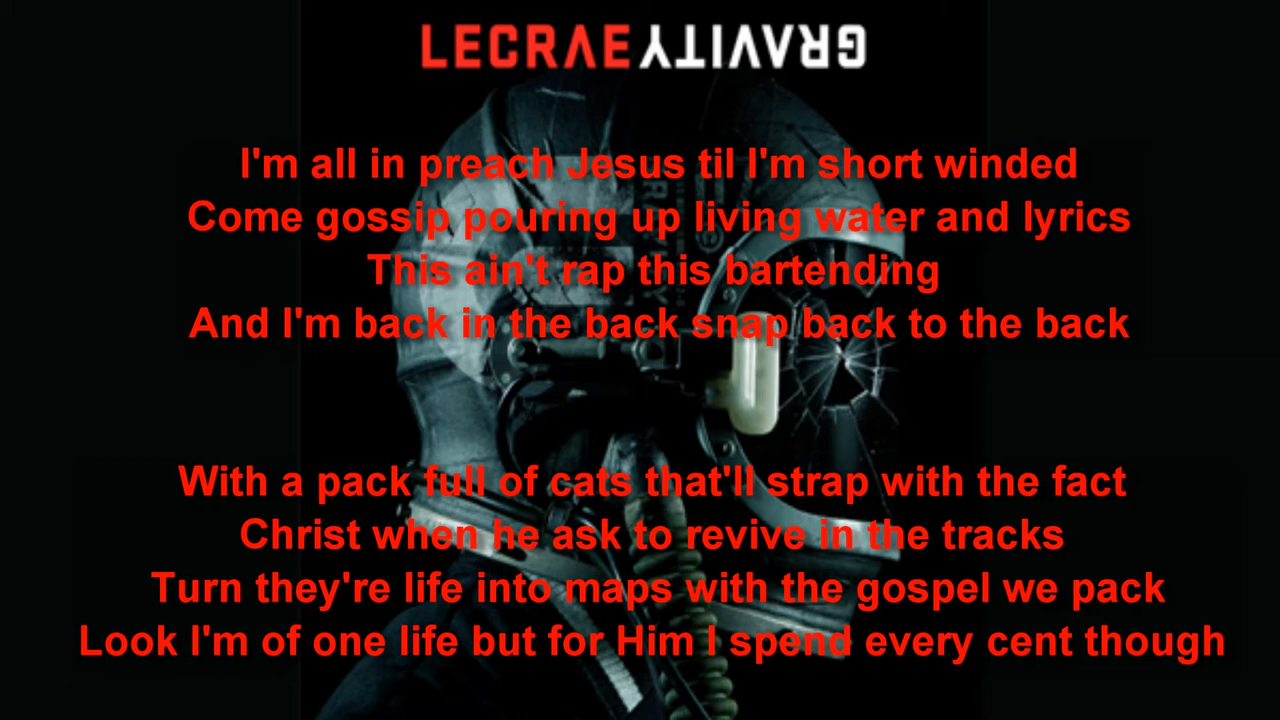 LECRAE GRAVITY
I'm all in preach Jesus til I'm short winded
Come gossip pouring up living water and lyrics
This ain't rap this bartending
And I'm back in the back snap back to the back
With a pack full of cats that'll strap with the fact
Christ when he ask to revive in the tracks
Turn they're life into maps with the gospel we pack
Look I'm of one life but for Him I spend every cent though